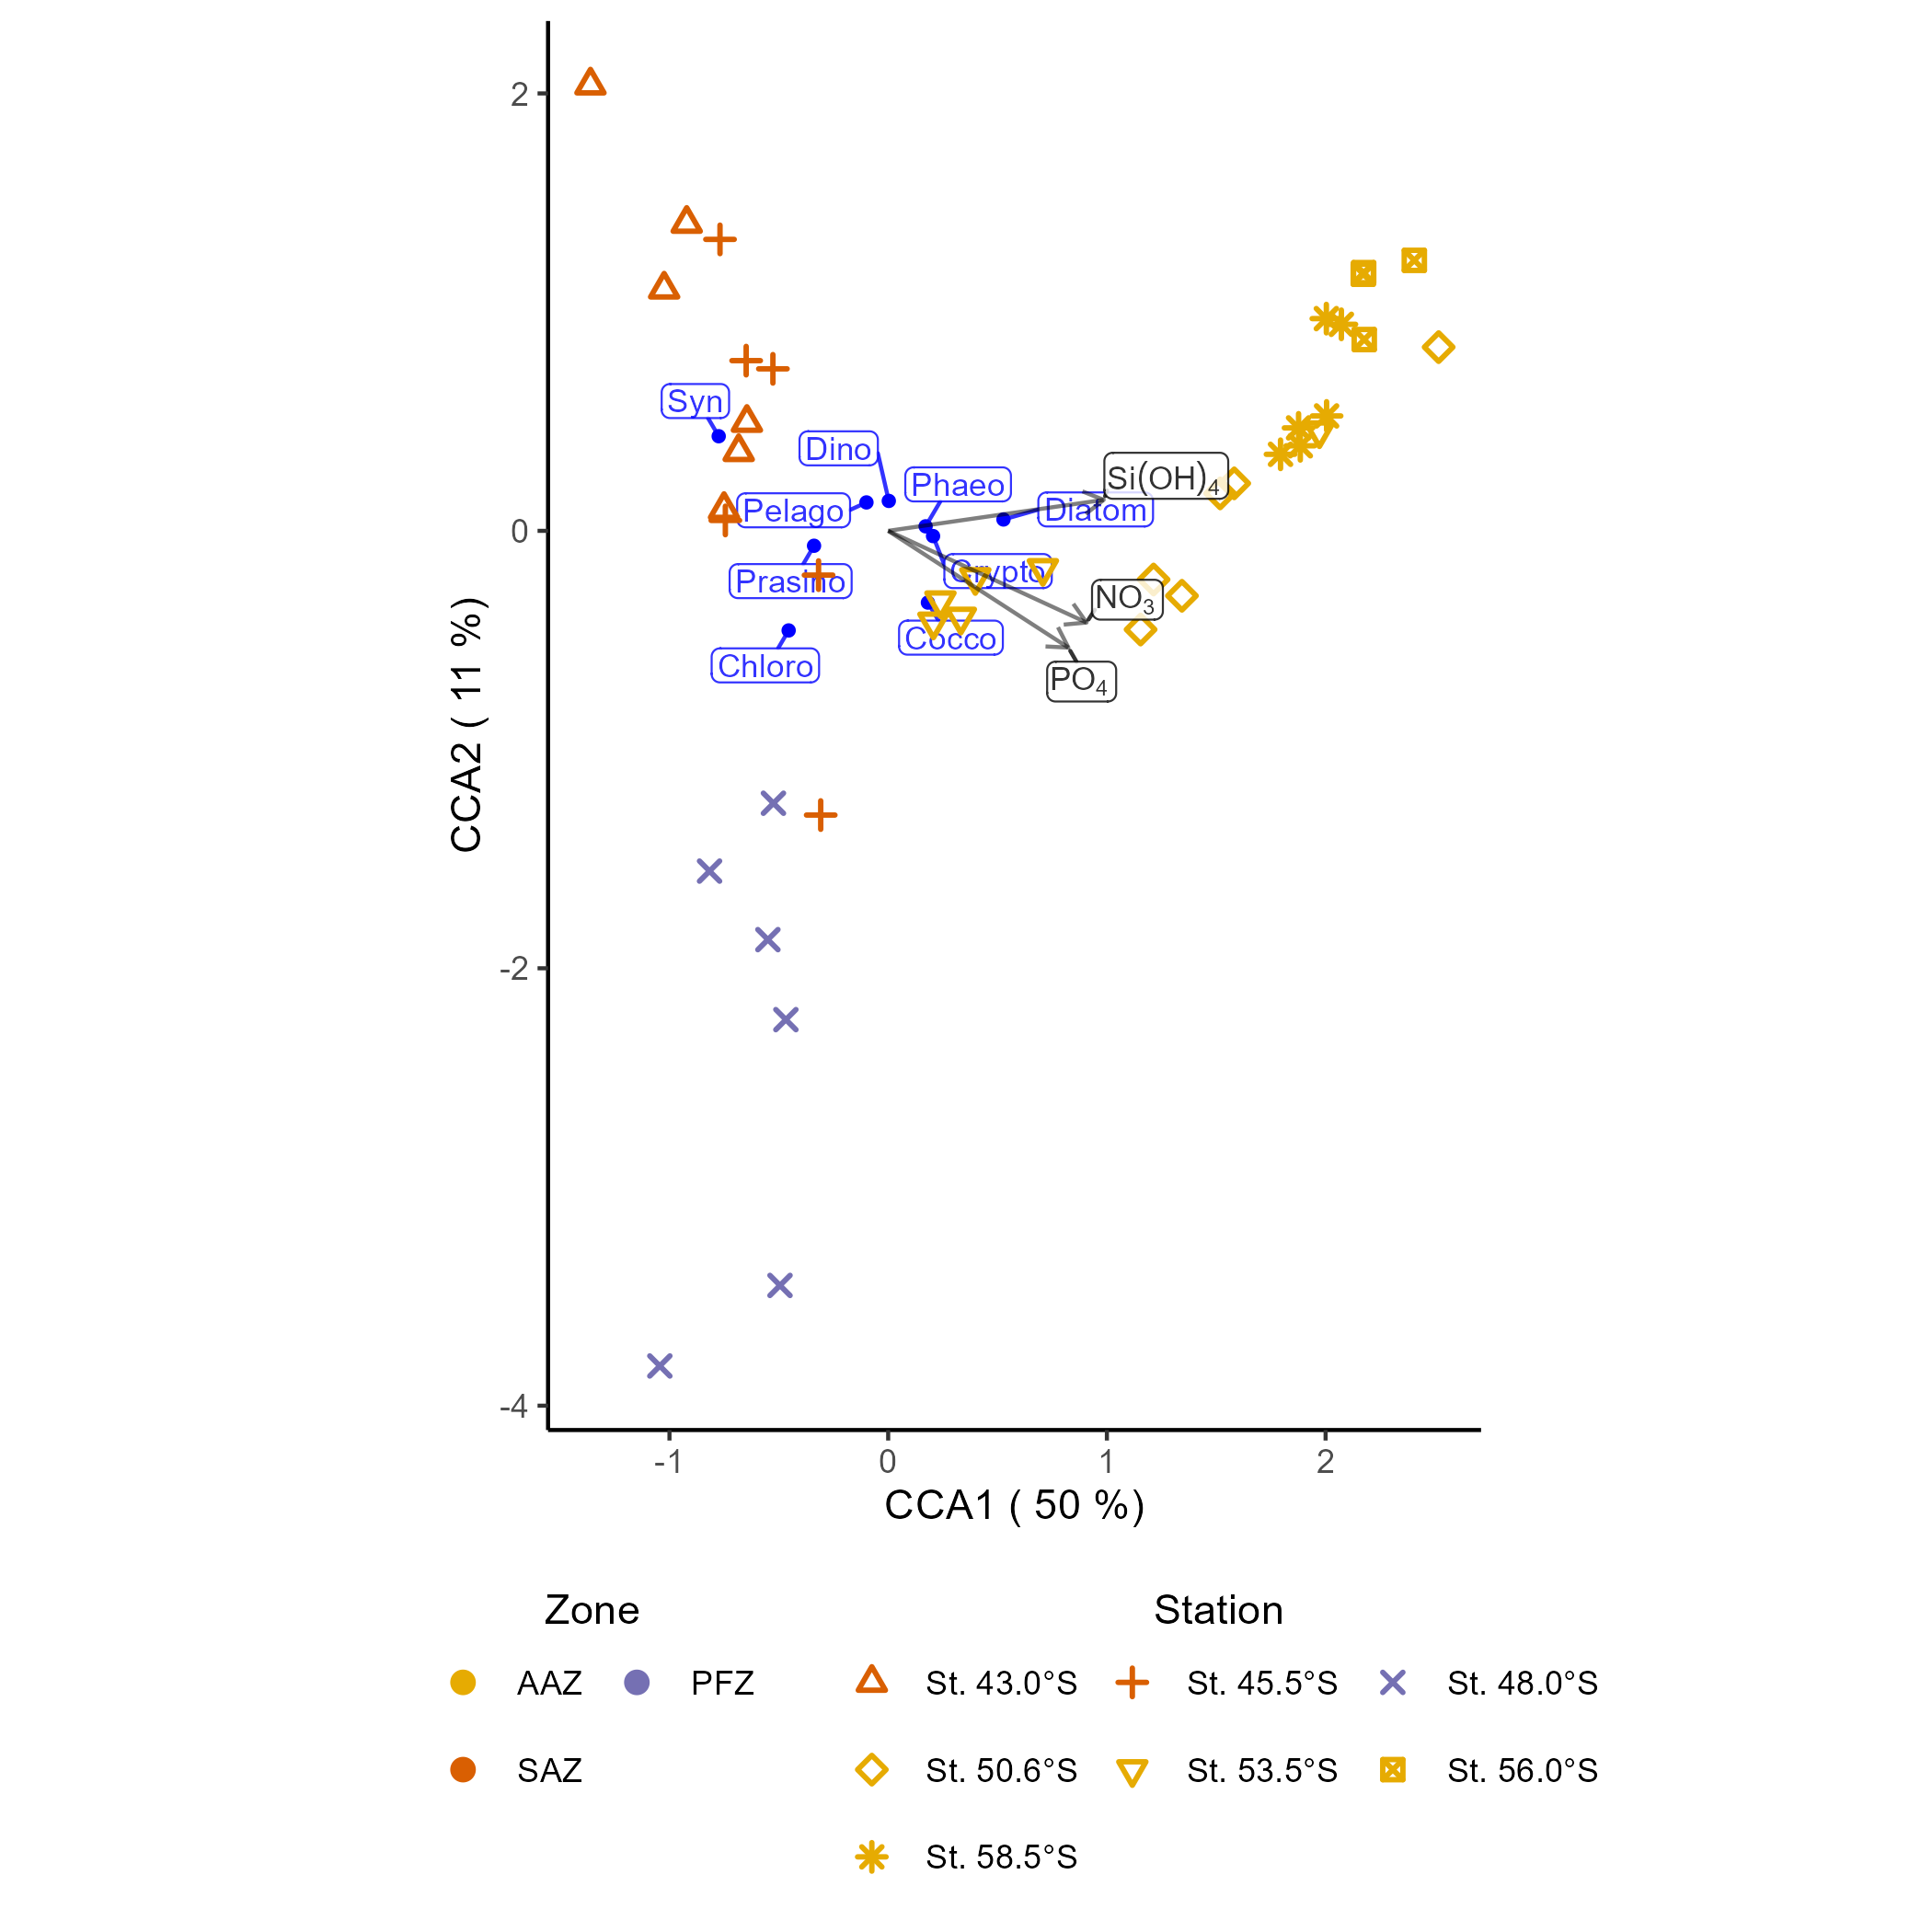 2
Syn
Dino
Phaeo
Si(OH)4
Pelago
Diatom
0
Prasino
Crypto
NO3
Cocco
Chloro
PO4
CCA2 ( 11 %)
-2
-4
-1 0 1 2
CCA1 ( 50 %)
Zone Station
AAZ PFZ St. 43.0°S St. 45.5°S St. 48.0°S
SAZ St. 50.6°S St. 53.5°S St. 56.0°S
St. 58.5°S